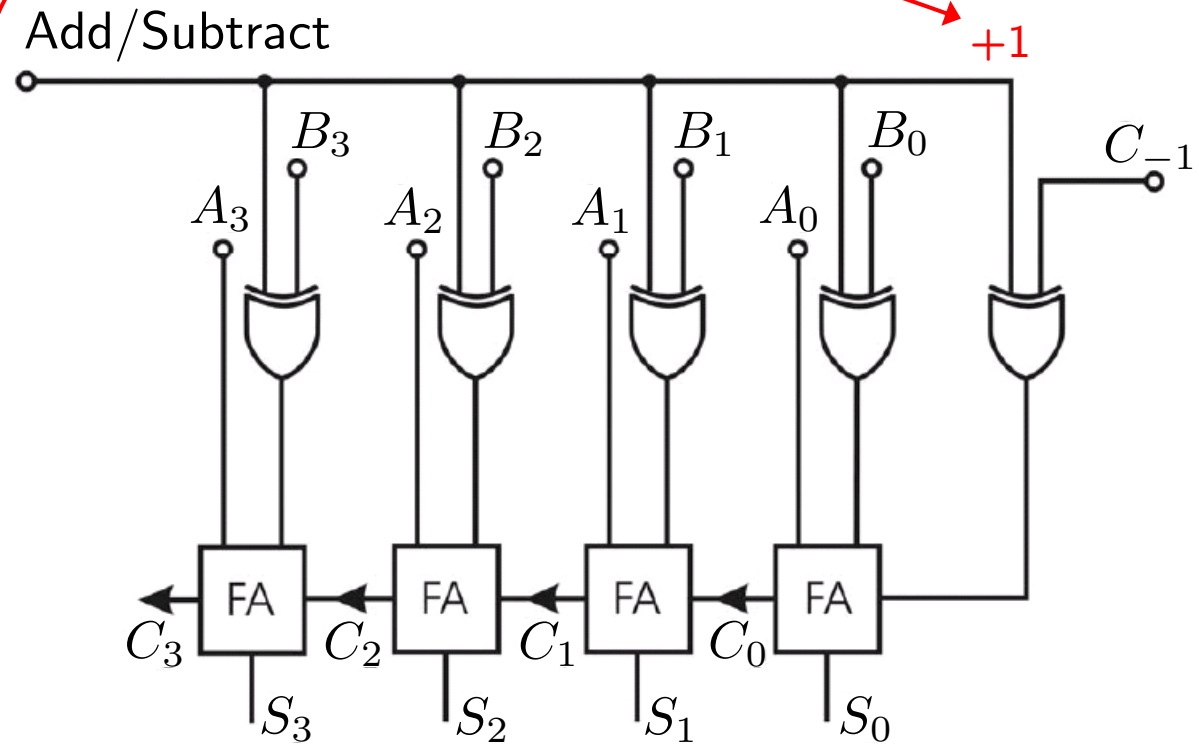 Add/Subtract
+1
B₃ B₂ B₁ B₀ C₋₁
A₃ A₂ A₁ A₀
FA FA FA FA
C₃ C₂ C₁ C₀
S₃ S₂ S₁ S₀